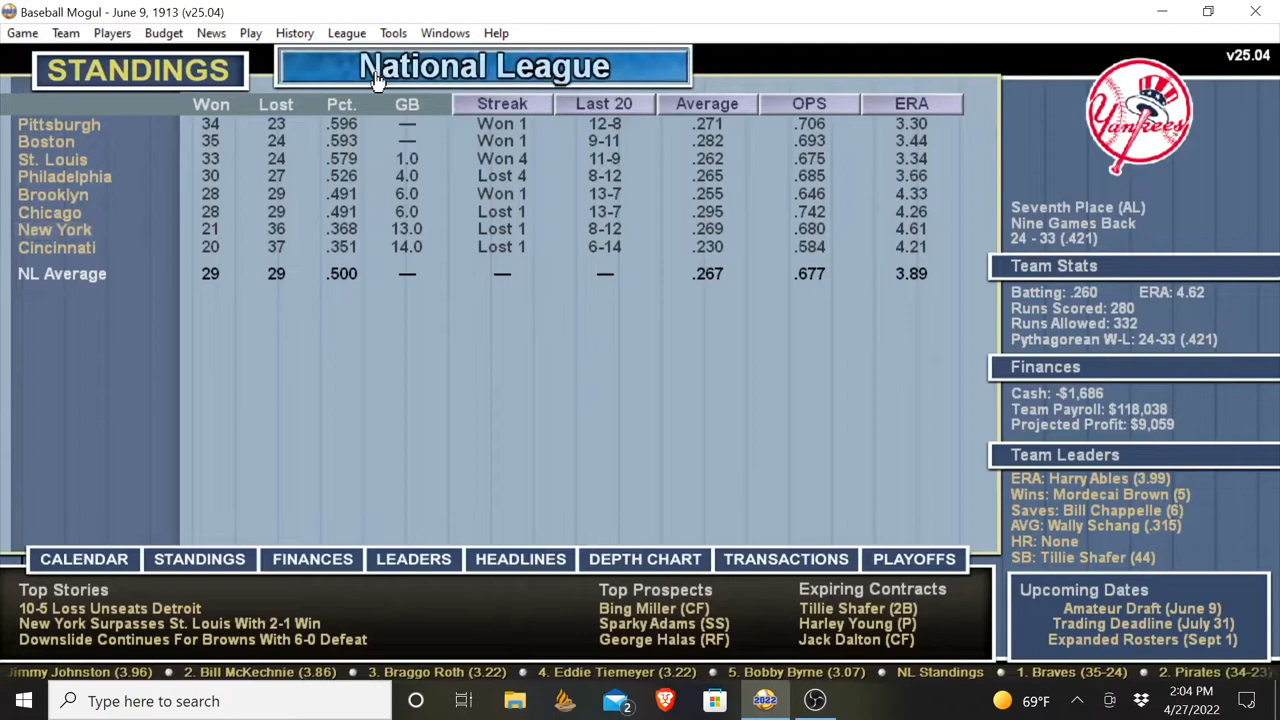 Baseball Mogul - June 9, 1913 (v25.04)
Game Team Players Budget News Play History League Tools Windows Help
STANDINGS National League v25.04
Won Lost Pct. GB Streak Last 20 Average OPS ERA
Pittsburgh 34 23 .596 — Won 1 12-8 .271 .706 3.30
Boston 35 24 .593 — Won 1 9-11 .282 .693 3.44
St. Louis 33 24 .579 1.0 Won 4 11-9 .262 .675 3.34
Philadelphia 30 27 .526 4.0 Lost 4 8-12 .265 .685 3.66
Brooklyn 28 29 .491 6.0 Won 1 13-7 .255 .646 4.33
Chicago 28 29 .491 6.0 Lost 1 13-7 .295 .742 4.26
New York 21 36 .368 13.0 Lost 1 8-12 .269 .680 4.61
Cincinnati 20 37 .351 14.0 Lost 1 6-14 .230 .584 4.21
NL Average 29 29 .500 — — — .267 .677 3.89
Yankees
Seventh Place (AL)
Nine Games Back
24 - 33 (.421)
Team Stats
Batting: .260 ERA: 4.62
Runs Scored: 280
Runs Allowed: 332
Pythagorean W-L: 24-33 (.421)
Finances
Cash: -$1,686
Team Payroll: $118,038
Projected Profit: $9,059
Team Leaders
ERA: Harry Ables (3.99)
Wins: Mordecai Brown (5)
Saves: Bill Chappelle (6)
AVG: Wally Schang (.315)
HR: None
SB: Tillie Shafer (44)
CALENDAR STANDINGS FINANCES LEADERS HEADLINES DEPTH CHART TRANSACTIONS PLAYOFFS
Top Stories
10-5 Loss Unseats Detroit
New York Surpasses St. Louis With 2-1 Win
Downslide Continues For Browns With 6-0 Defeat
Top Prospects
Bing Miller (CF)
Sparky Adams (SS)
George Halas (RF)
Expiring Contracts
Tillie Shafer (2B)
Harley Young (P)
Jack Dalton (CF)
Upcoming Dates
Amateur Draft (June 9)
Trading Deadline (July 31)
Expanded Rosters (Sept 1)
Jimmy Johnston (3.96) 2. Bill McKechnie (3.86) 3. Braggo Roth (3.22) 4. Eddie Tiemeyer (3.22) 5. Bobby Byrne (3.07) NL Standings 1. Braves (35-24) 2. Pirates (34-23)
Type here to search 2 2022 69°F 2:04 PM
4/27/2022